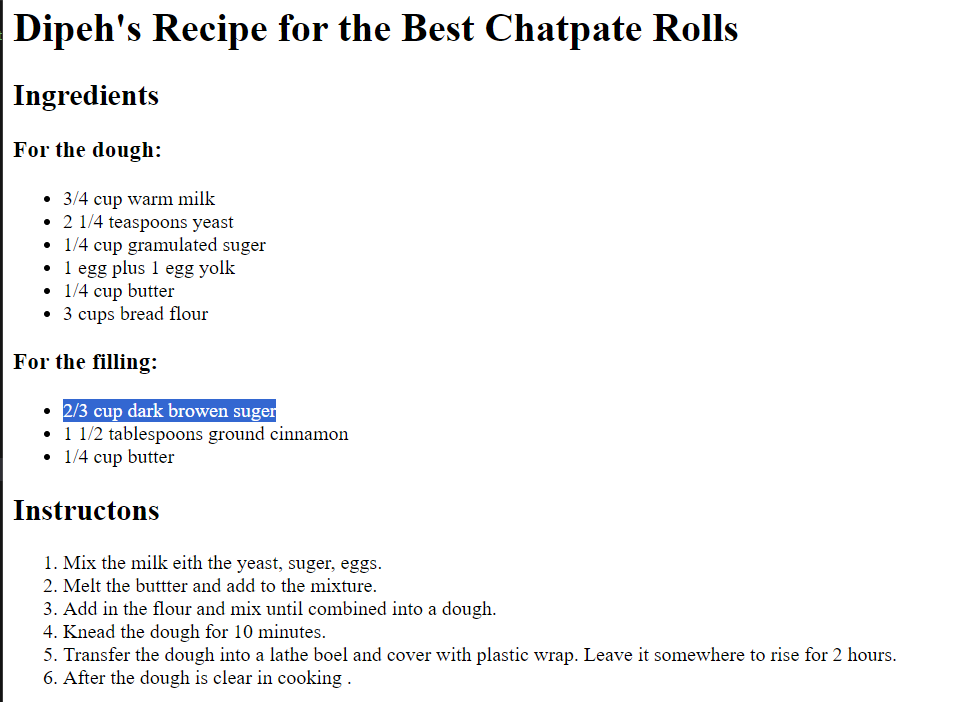 Dipeh's Recipe for the Best Chatpate Rolls
Ingredients
For the dough:
3/4 cup warm milk
2 1/4 teaspoons yeast
1/4 cup gramulated suger
1 egg plus 1 egg yolk
1/4 cup butter
3 cups bread flour
For the filling:
2/3 cup dark browen suger
1 1/2 tablespoons ground cinnamon
1/4 cup butter
Instructons
1. Mix the milk eith the yeast, suger, eggs.
2. Melt the buttter and add to the mixture.
3. Add in the flour and mix until combined into a dough.
4. Knead the dough for 10 minutes.
5. Transfer the dough into a lathe boel and cover with plastic wrap. Leave it somewhere to rise for 2 hours.
6. After the dough is clear in cooking .